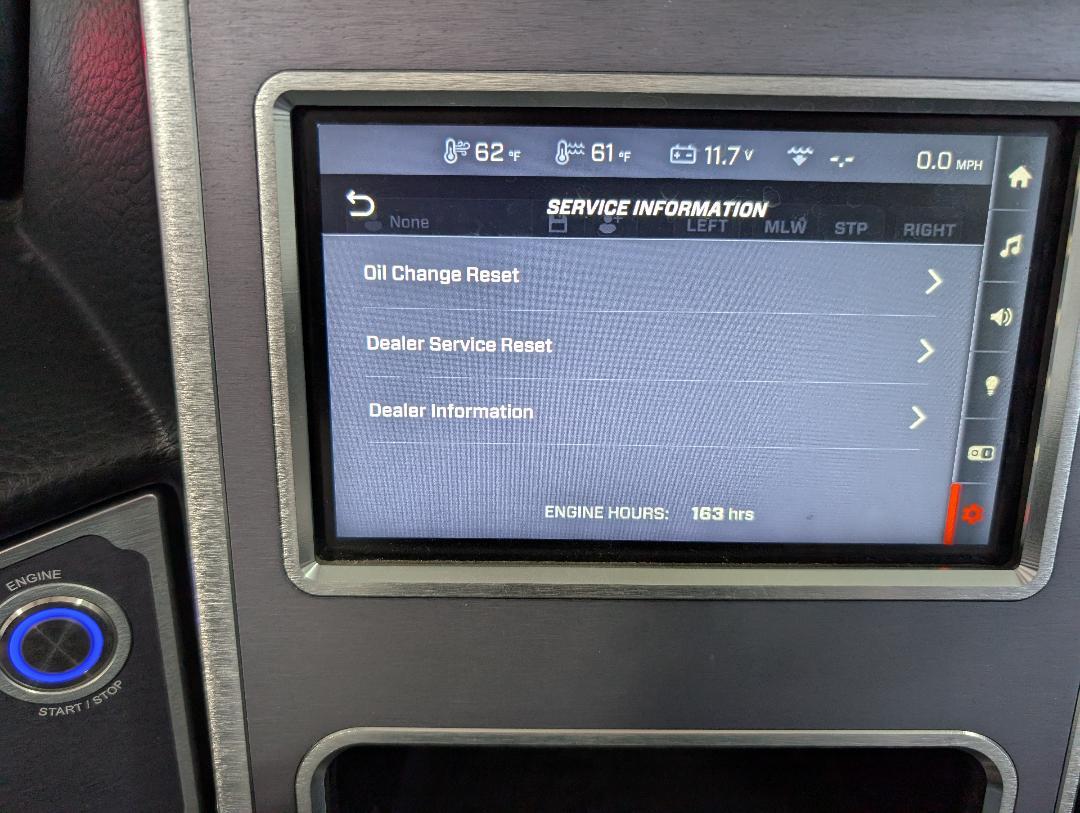 62 °F 61 °F 11.7 V -.- 0.0 MPH
SERVICE INFORMATION
None LEFT MLW STP RIGHT
Oil Change Reset
Dealer Service Reset
Dealer Information
ENGINE HOURS: 163 hrs
ENGINE
START / STOP